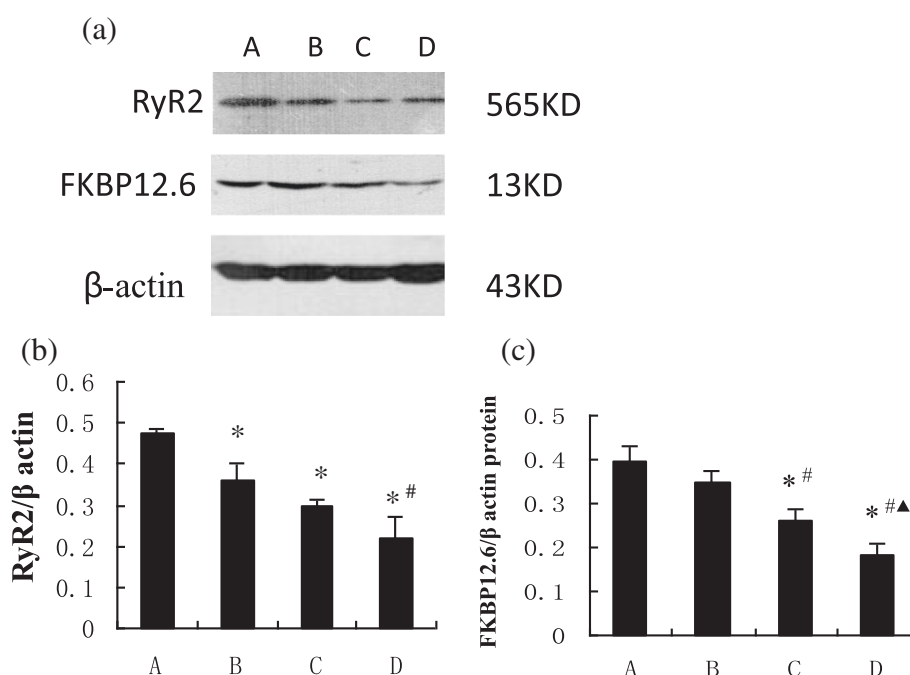 (a)
A B C D
RyR2 565KD
FKBP12.6 13KD
β-actin 43KD
(b)
RyR2/β actin
0.6
0.5
0.4
0.3
0.2
0.1
0
*
*
* #
A B C D
(c)
FKBP12.6/β actin protein
0.5
0.4
0.3
0.2
0.1
0
* #
* #▲
A B C D